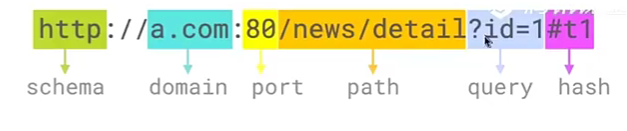 http://a.com:80/news/detail?id=1#t1
schema domain port path query hash